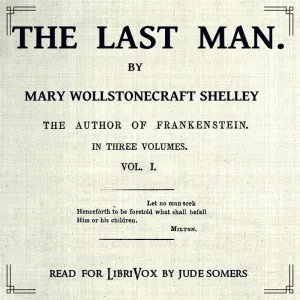 THE LAST MAN.
BY
MARY WOLLSTONECRAFT SHELLEY
THE AUTHOR OF FRANKENSTEIN.
IN THREE VOLUMES.
VOL. I.
Let no man seek
Henceforth to be foretold what shall befall
Him or his children.
MILTON.
READ FOR LIBRIVOX BY JUDE SOMERS